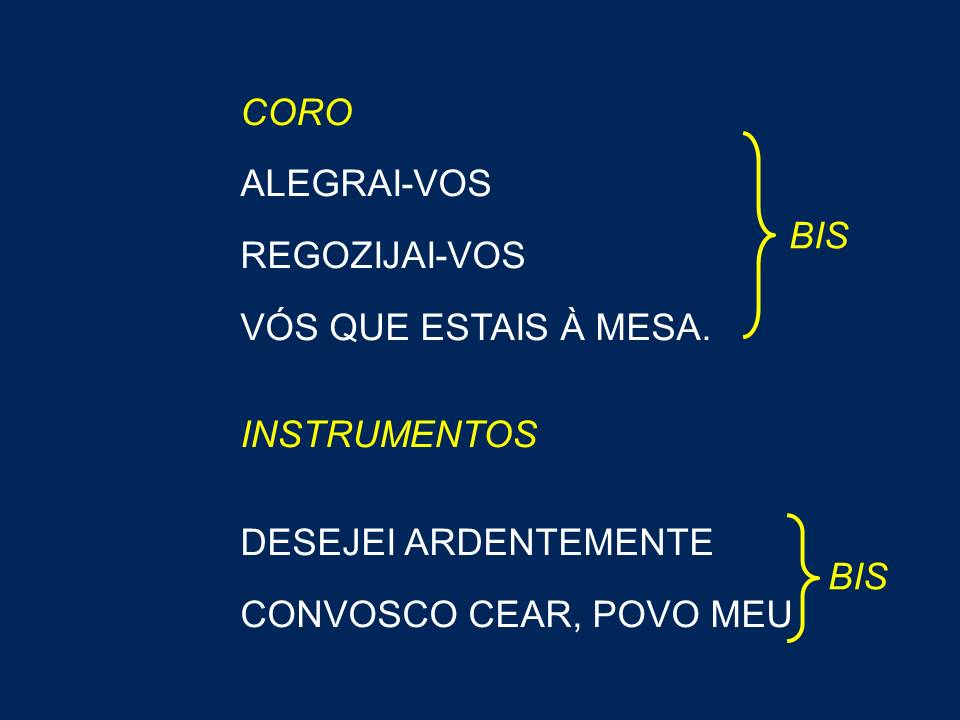 CORO
ALEGRAI-VOS
BIS
REGOZIJAI-VOS
VÓS QUE ESTAIS À MESA.
INSTRUMENTOS
DESEJEI ARDENTEMENTE
BIS
CONVOSCO CEAR, POVO MEU